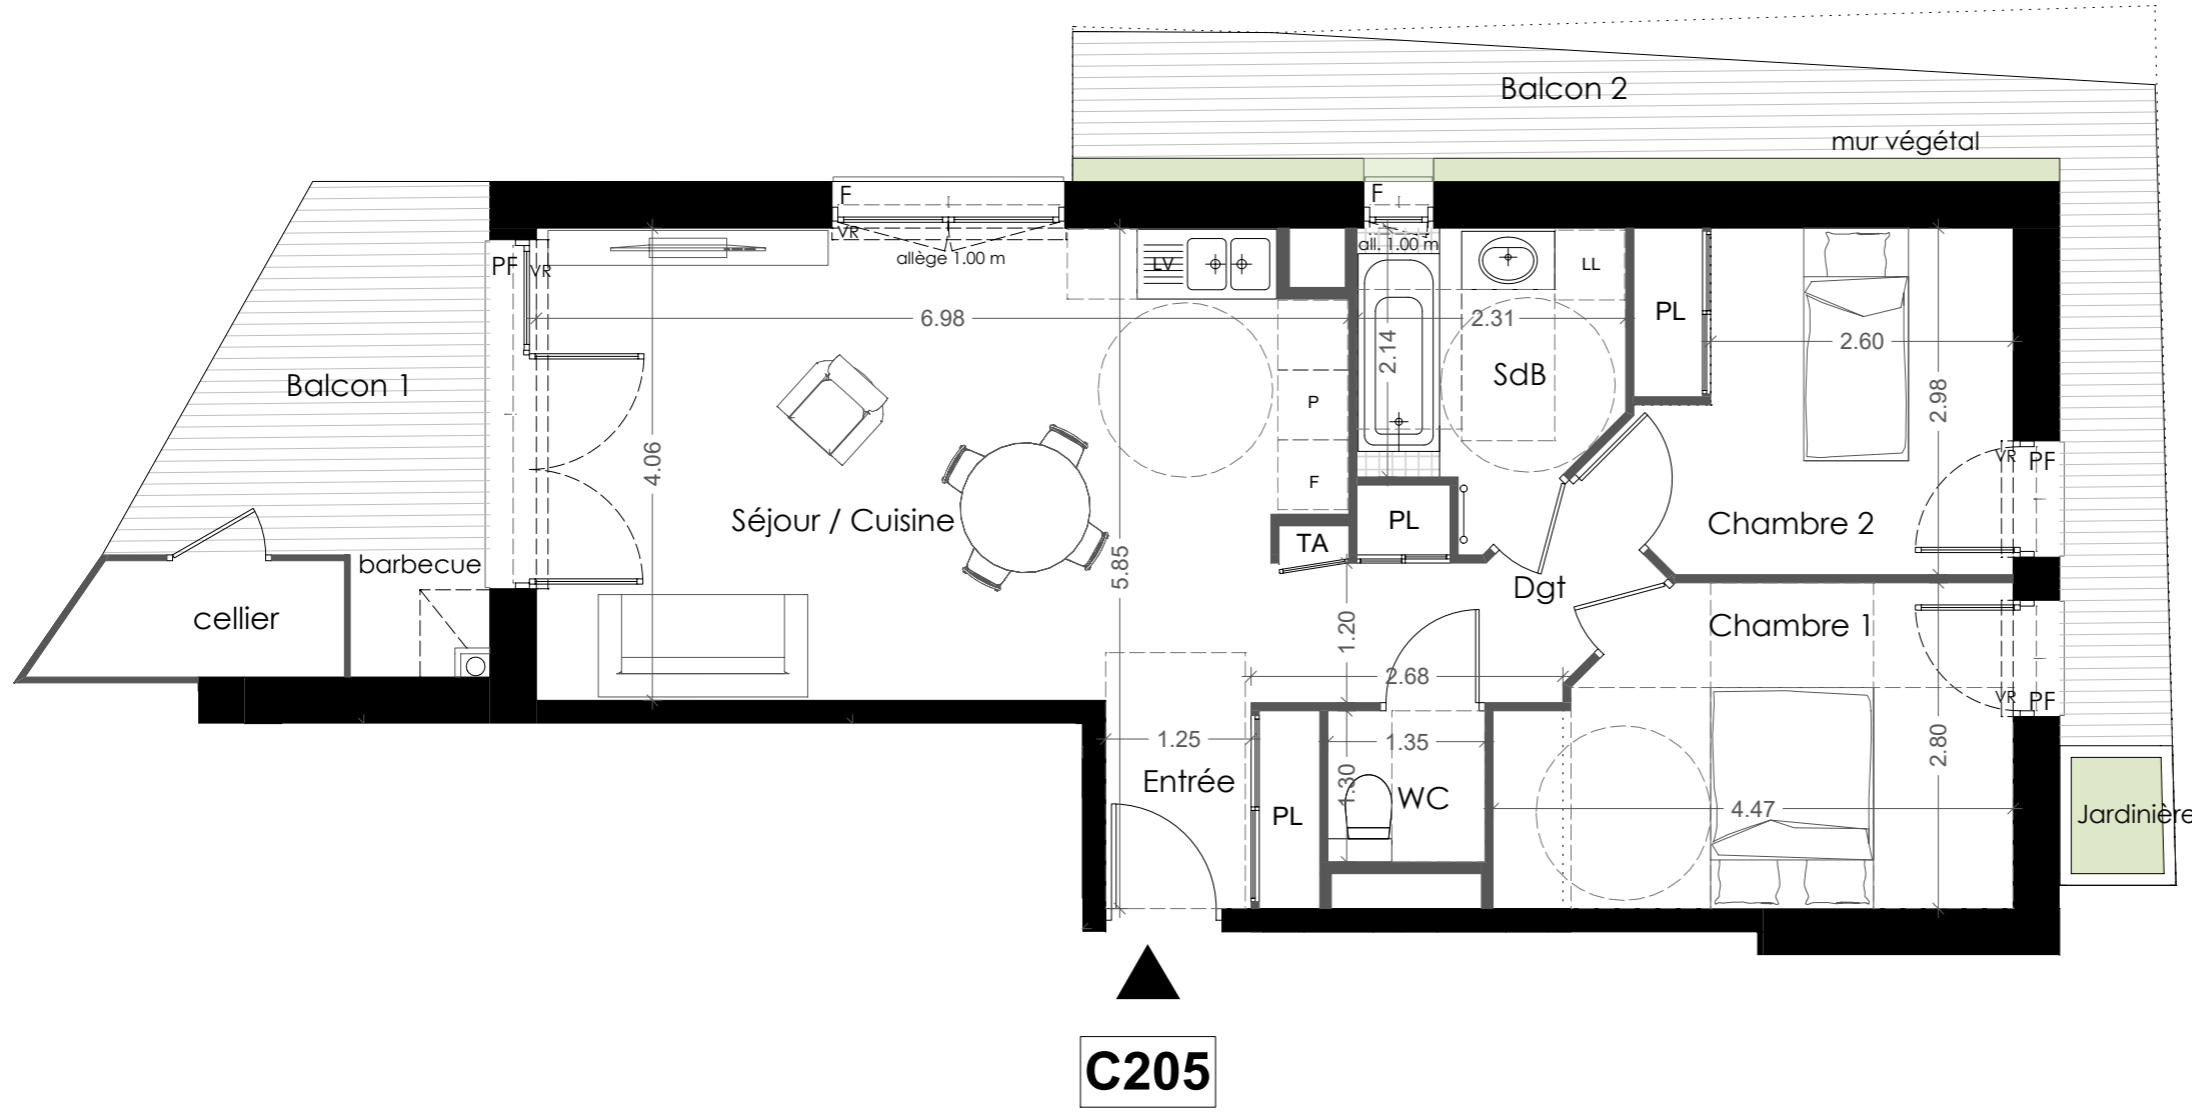 Balcon 2
mur végétal
F
VR
allège 1.00 m
F
all. 1.00 m
PF
VR
LV
LL
PL
6.98
2.31
2.14
2.60
Balcon 1
SdB
P
2.98
4.06
F
VR
PF
Séjour / Cuisine
PL
Chambre 2
TA
barbecue
5.85
Dgt
cellier
1.20
Chambre 1
2.68
VR
PF
1.25
1.35
2.80
Entrée
1.30
WC
PL
4.47
Jardinière
C205